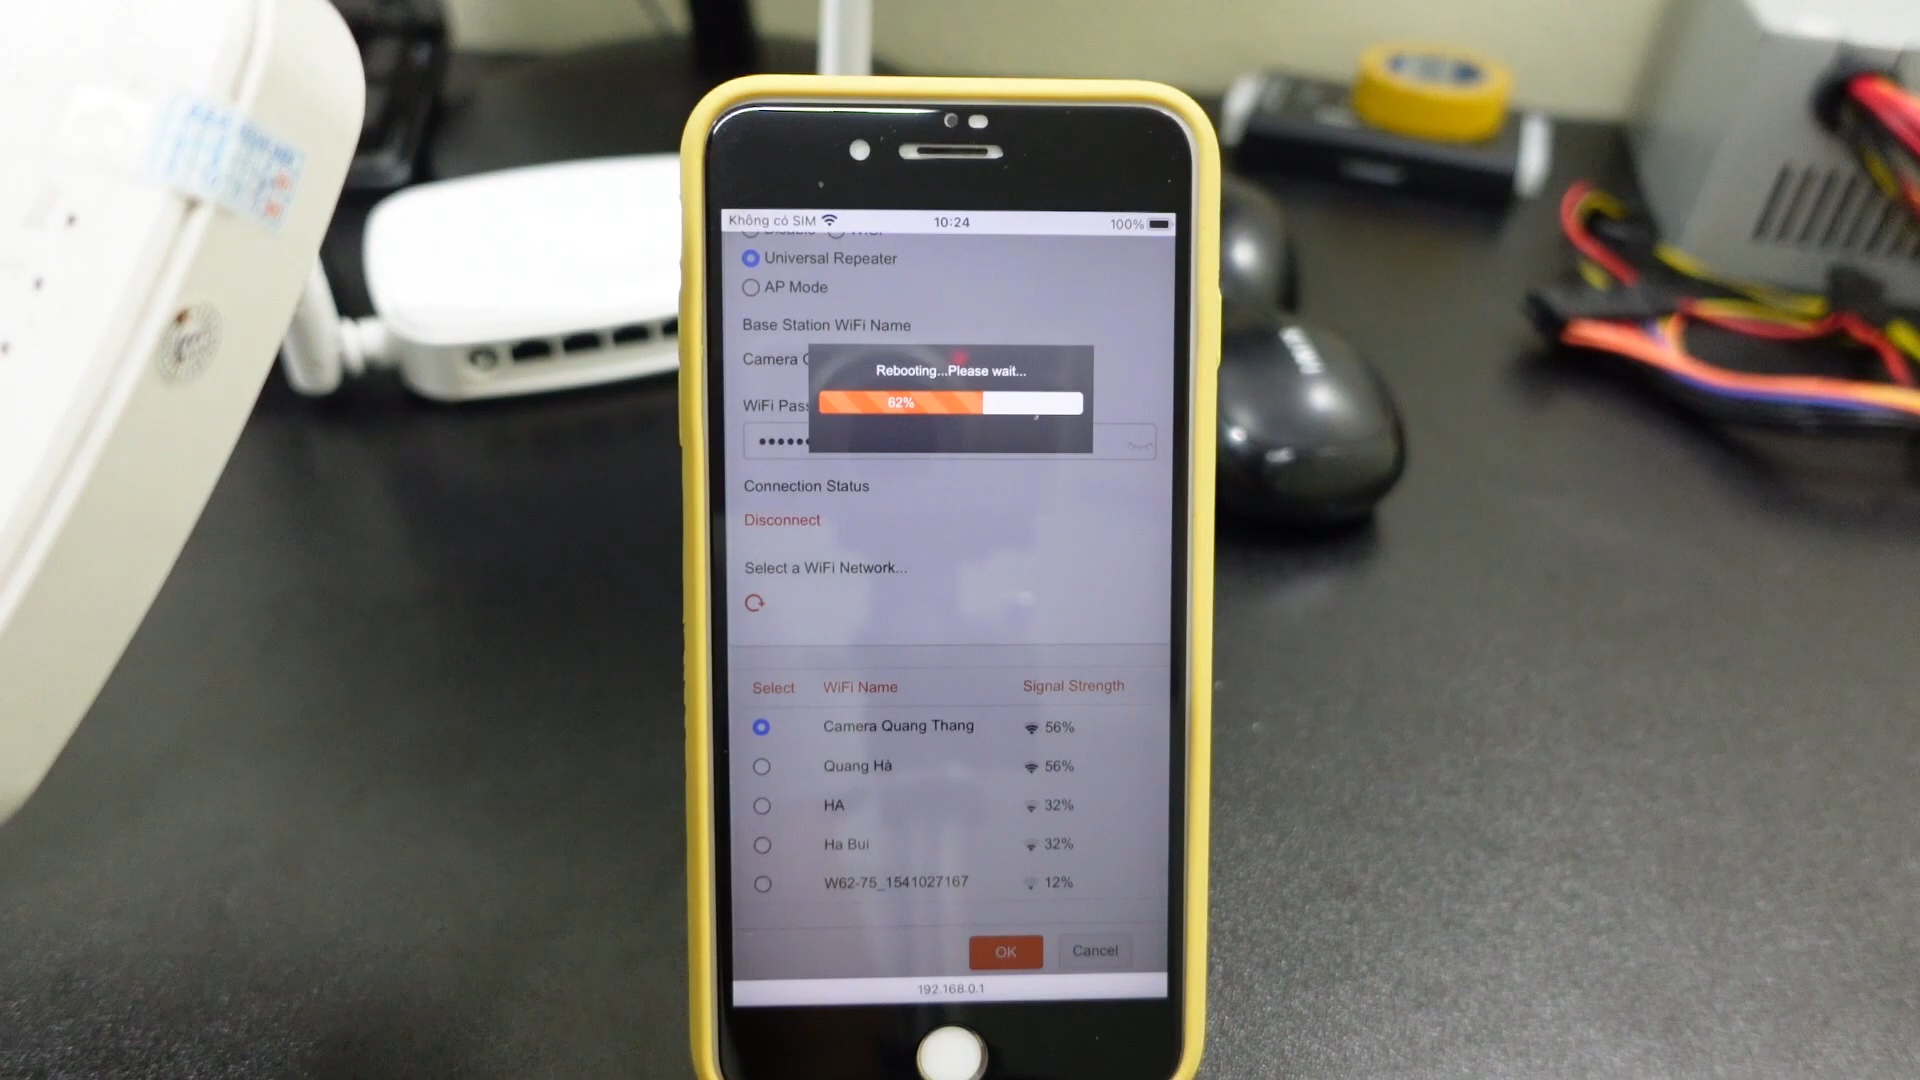 Không có SIM 10:24 100%
Universal Repeater
AP Mode
Base Station WiFi Name
Camera
Rebooting...Please wait...
62%
WiFi Pass
Connection Status
Disconnect
Select a WiFi Network...
Select WiFi Name Signal Strength
Camera Quang Thang 56%
Quang Hà 56%
HA 32%
Ha Bui 32%
W62-75_1541027167 12%
OK Cancel
192.168.0.1